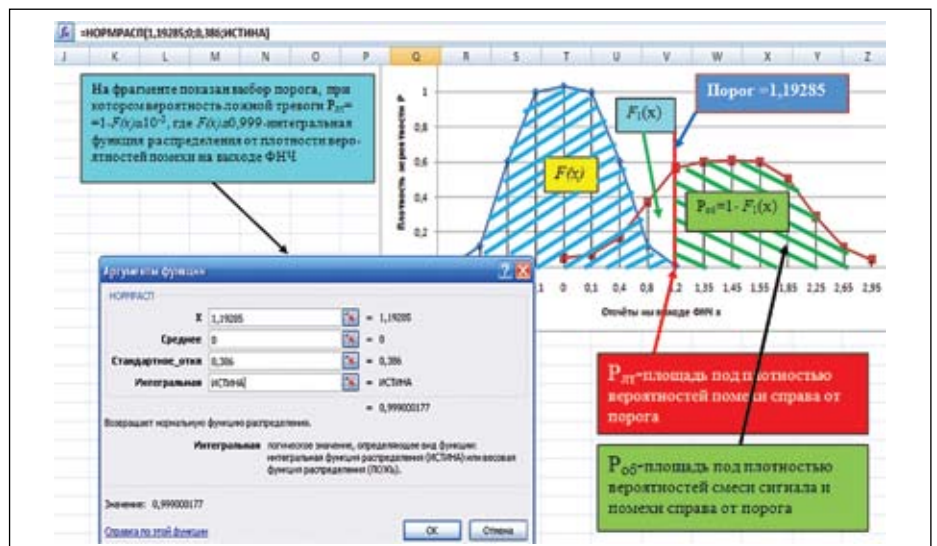 =НОРМРАСП(1,19285;0;0,386;ИСТИНА)
J K L M N O P Q R S T U V W X Y Z
На фрагменте показан выбор порога, при
котором вероятность ложной тревоги Pлт=
=1-F(x)≥10-3, где F(x)≥0,999-интегральная
функция распределения от плотности веро-
ятностей помехи на выходе ФНЧ
Плотность вероятности P
1
0,6
0,4
0,2
F(x)
F1(x)
Порог =1,19285
Pоб=1- F1(x)
0 0,1 0,4 0,8 1,2 1,35 1,45 1,55 1,85 2,25 2,65 2,95
Отсчёты на выходе ФНЧ x
Аргументы функции
НОРМРАСП
X 1,19285 = 1,19285
Среднее 0 = 0
Стандартное_откл 0,386 = 0,386
Интегральная ИСТИНА = ИСТИНА
= 0,999000177
Возвращает нормальную функцию распределения.
Интегральная логическое значение, определяющее вид функции:
интегральная функция распределения (ИСТИНА) или весовая
функция распределения (ЛОЖЬ).
Значение: 0,999000177
Справка по этой функции
ОК Отмена
Pлт-площадь под плотностью
вероятностей помехи справа от
порога
Pоб-площадь под плотностью
вероятностей смеси сигнала и
помехи справа от порога